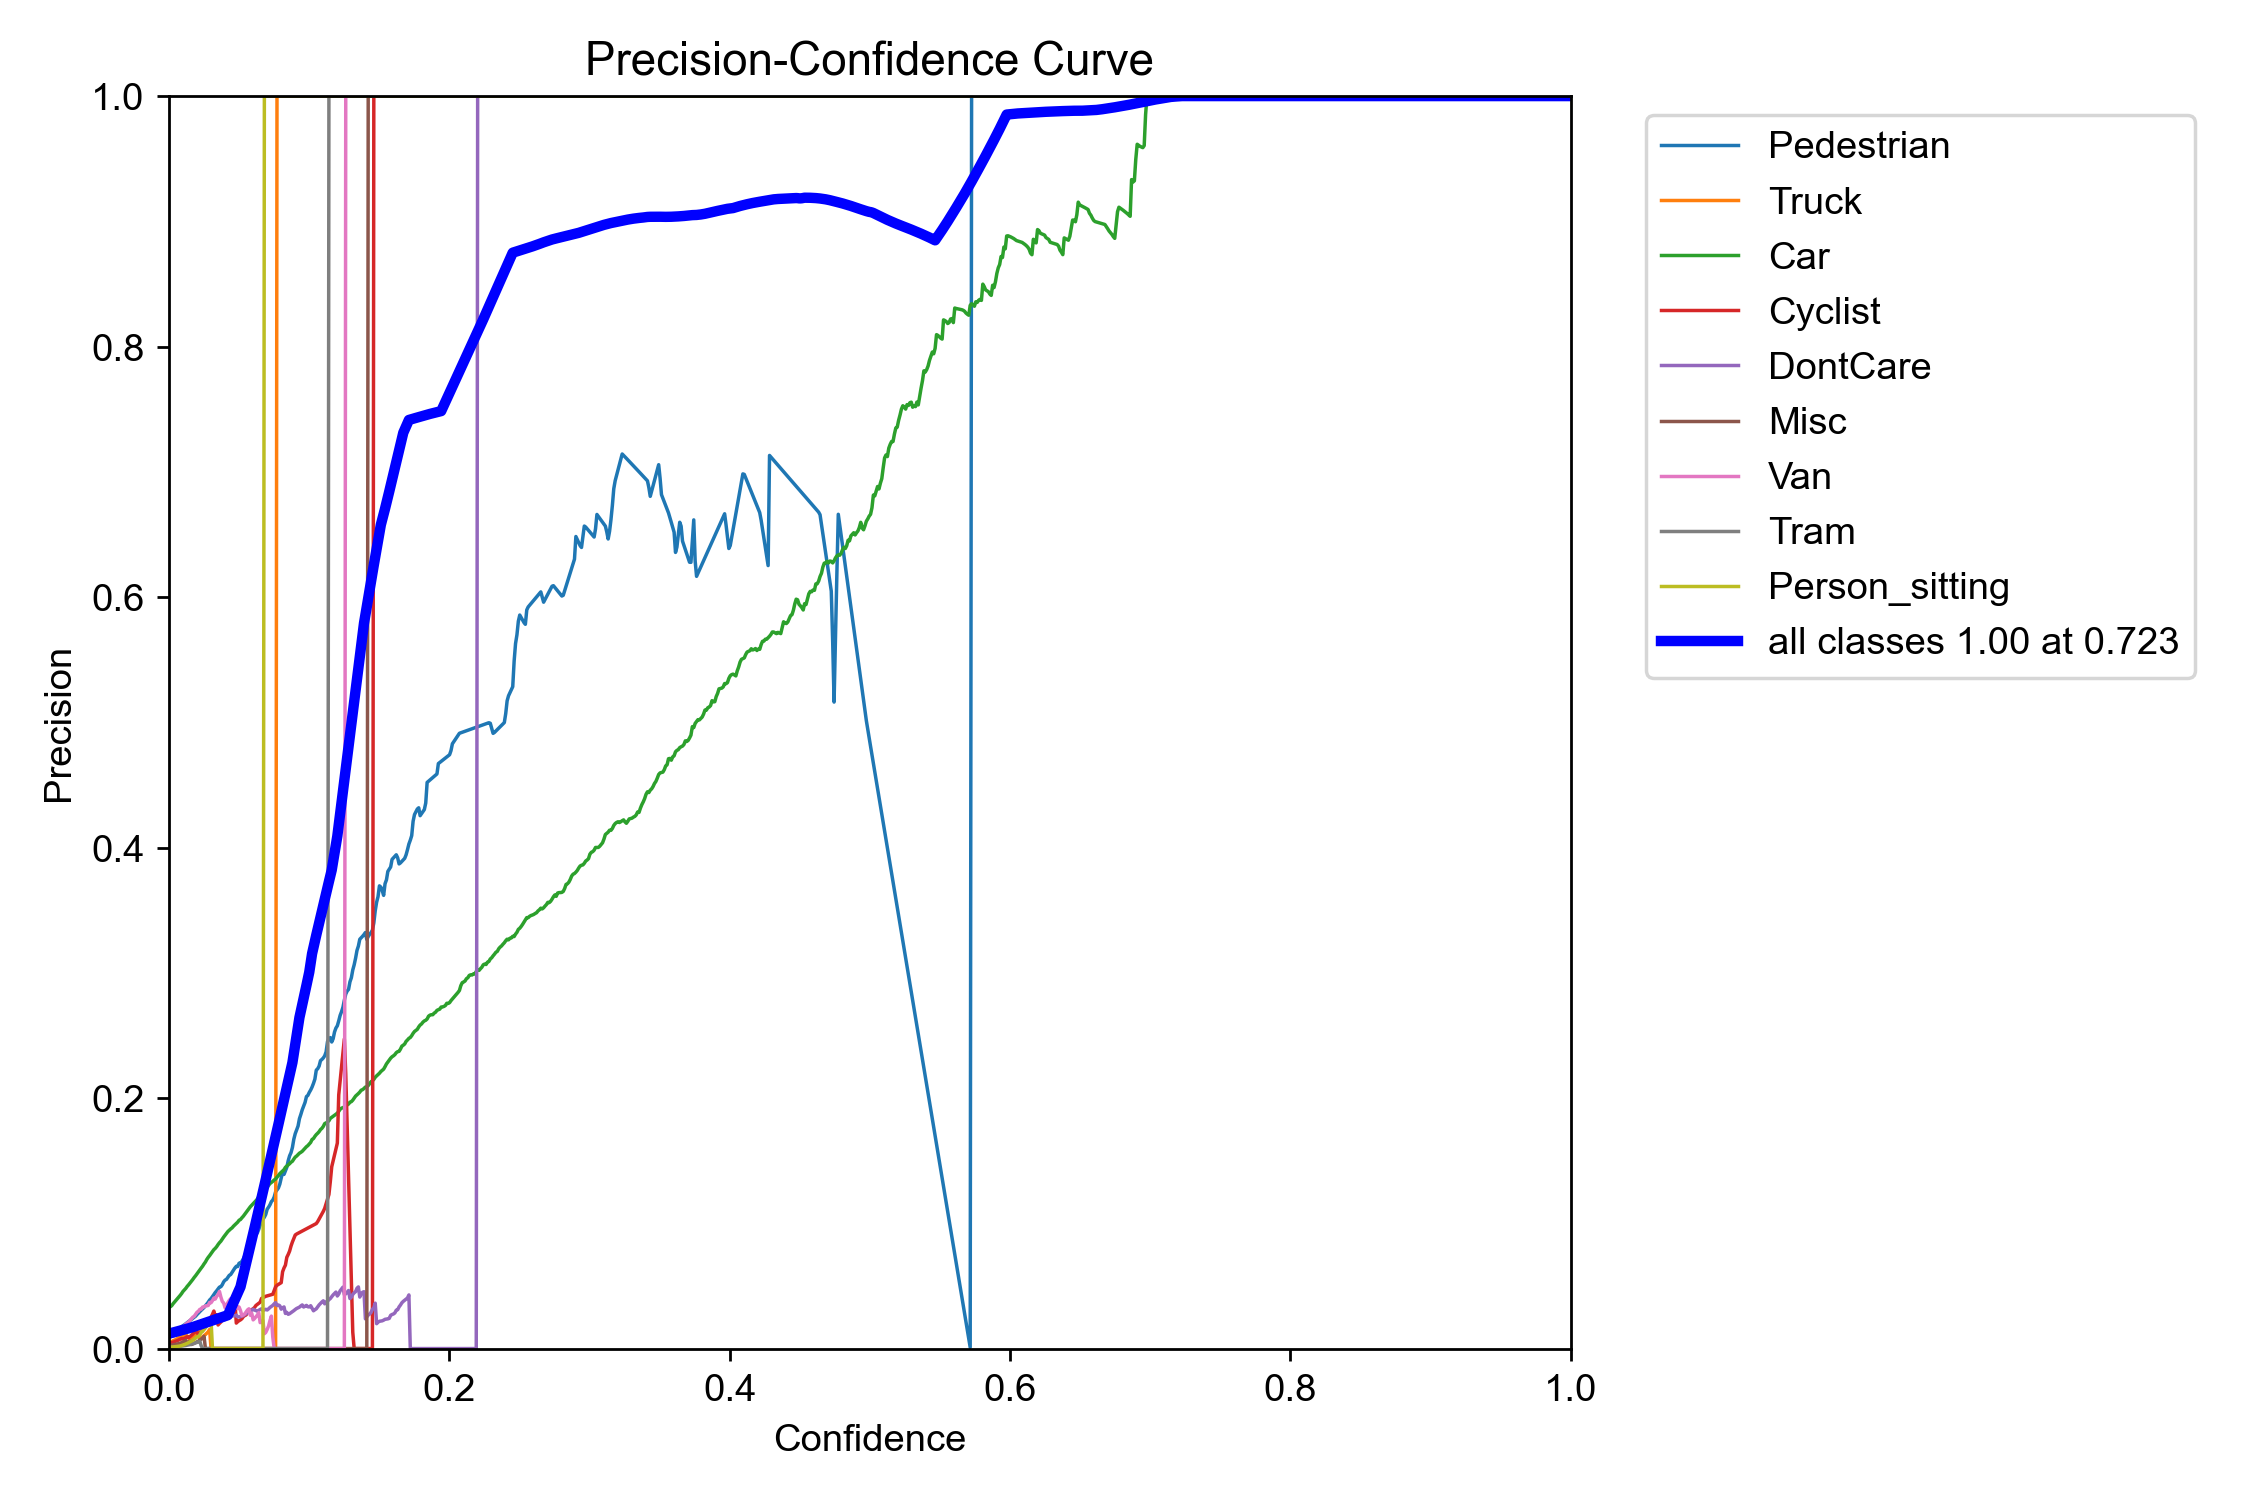 Precision-Confidence Curve
1.0
0.8
0.6
0.4
0.2
0.0
Precision
0.0 0.2 0.4 0.6 0.8 1.0
Confidence
Pedestrian
Truck
Car
Cyclist
DontCare
Misc
Van
Tram
Person_sitting
all classes 1.00 at 0.723